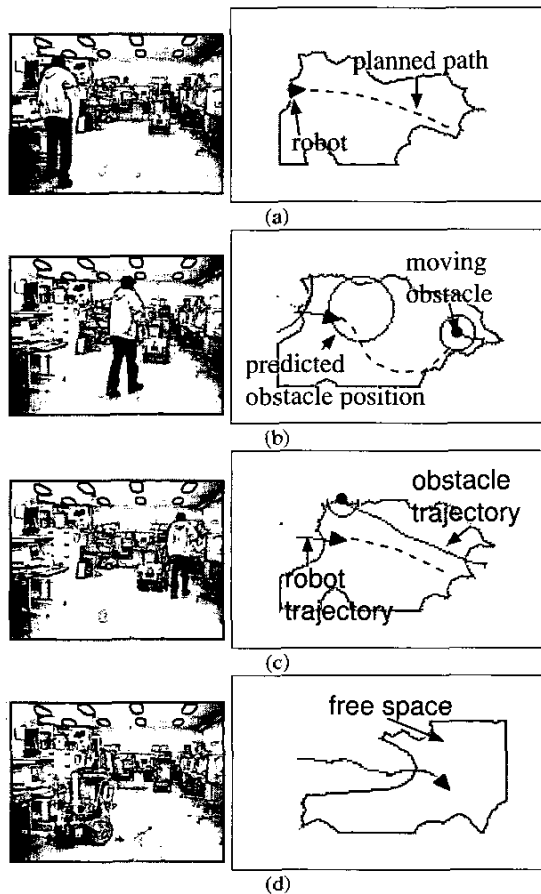 planned path
robot
(a)
moving
obstacle
predicted
obstacle position
(b)
obstacle
trajectory
robot
trajectory
(c)
free space
(d)